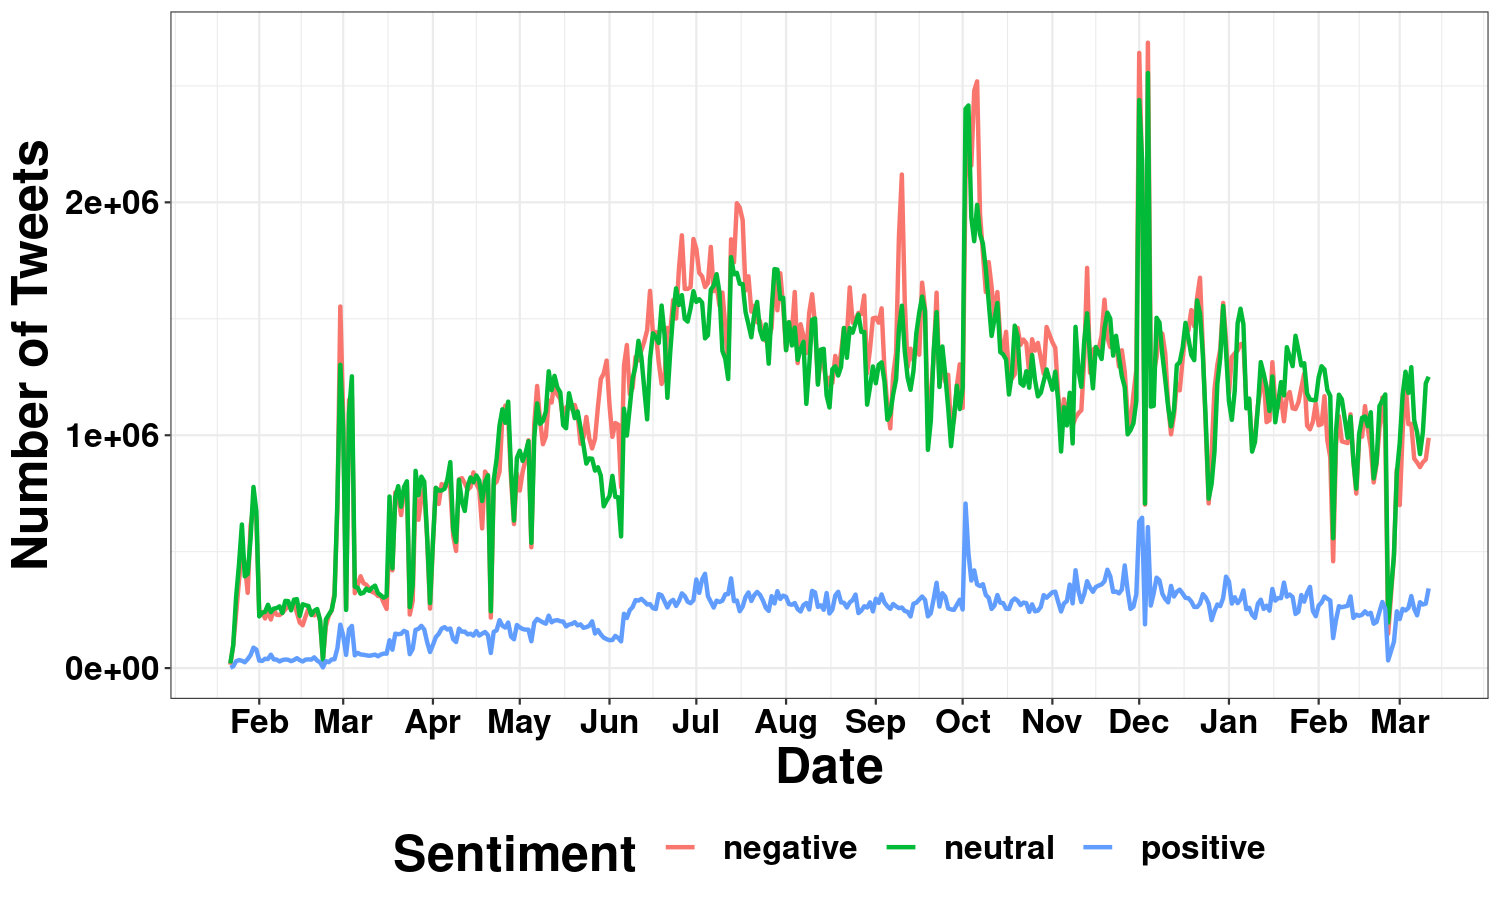 Number of Tweets
2e+06
1e+06
0e+00
Feb Mar Apr May Jun Jul Aug Sep Oct Nov Dec Jan Feb Mar
Date
Sentiment negative neutral positive